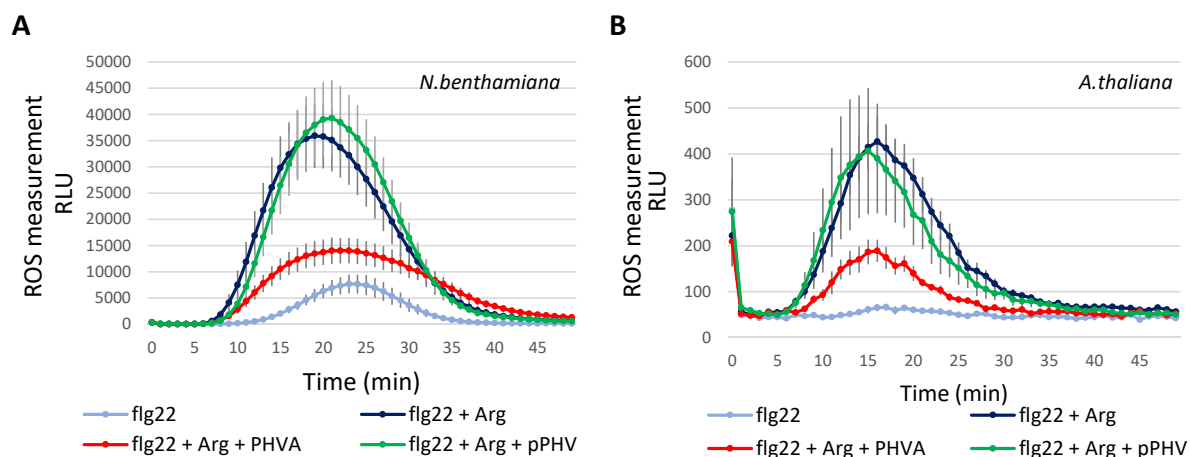 A
N.benthamiana
ROS measurement
RLU
50000
45000
40000
35000
30000
25000
20000
15000
10000
5000
0
0 5 10 15 20 25 30 35 40 45
Time (min)
flg22
flg22 + Arg
flg22 + Arg + PHVA
flg22 + Arg + pPHV
B
A.thaliana
ROS measurement
RLU
600
500
400
300
200
100
0
0 5 10 15 20 25 30 35 40 45
Time (min)
flg22
flg22 + Arg
flg22 + Arg + PHVA
flg22 + Arg + pPHV